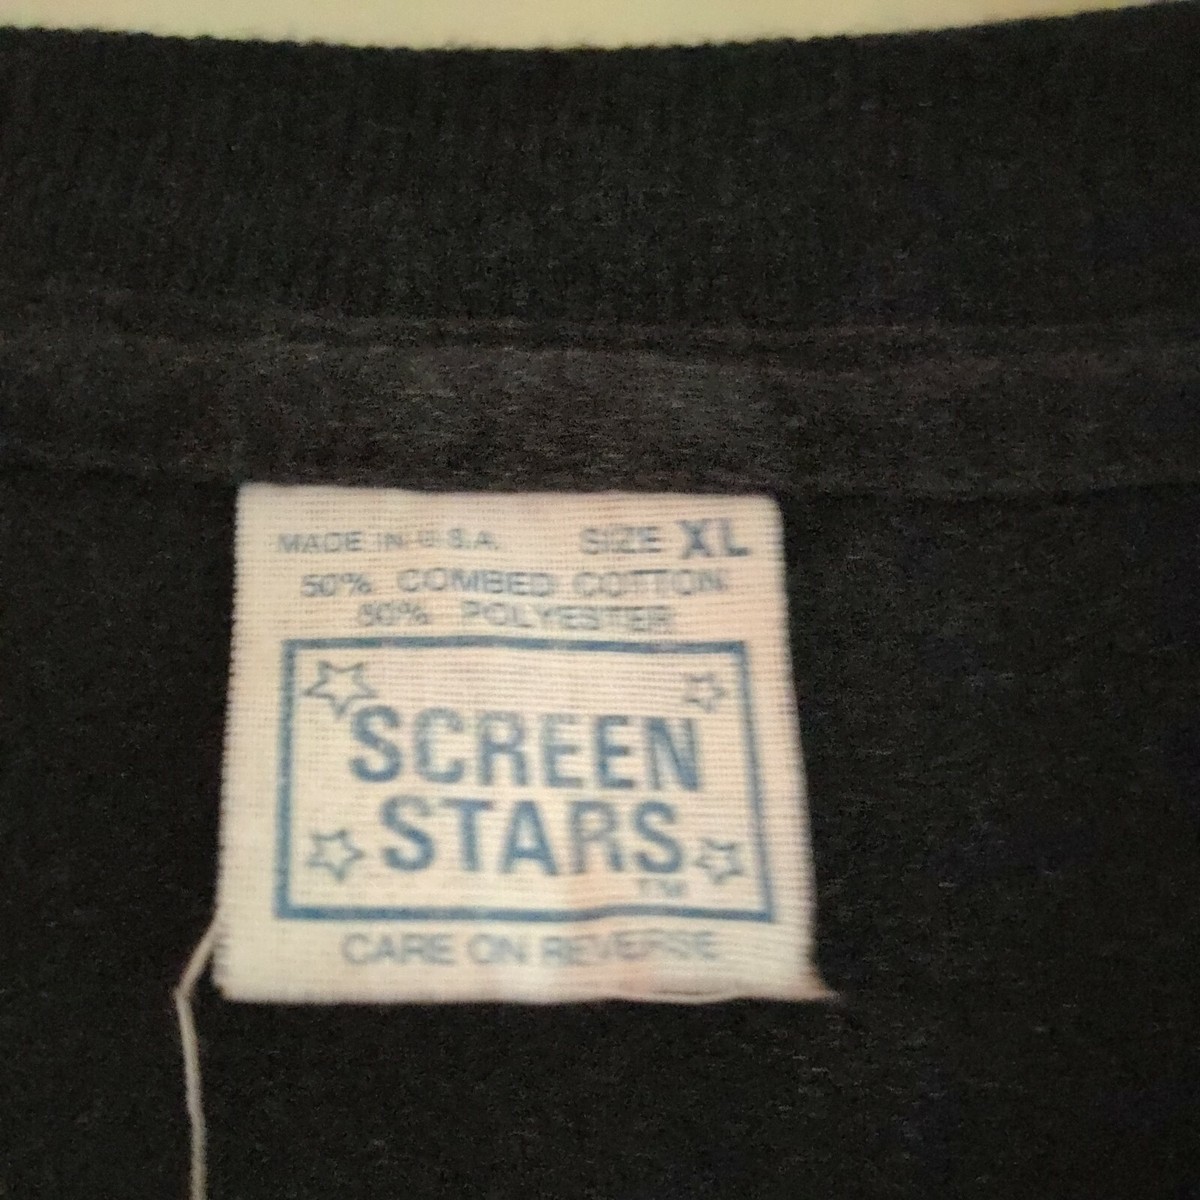 MADE IN U.S.A. SIZE XL
50% COMBED COTTON
50% POLYESTER
SCREEN
STARS
TM
CARE ON REVERSE